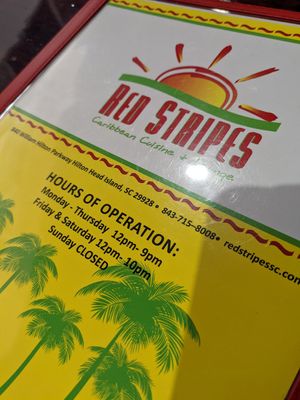 RED STRIPES
Caribbean Cuisine + Lounge
840 William Hilton Parkway Hilton Head island, SC 29928 • 843-715-8008 • redstripessc.com
HOURS OF OPERATION:
Monday - Thursday 12pm- 9pm
Friday & Saturday 12pm- 10pm
Sunday CLOSED